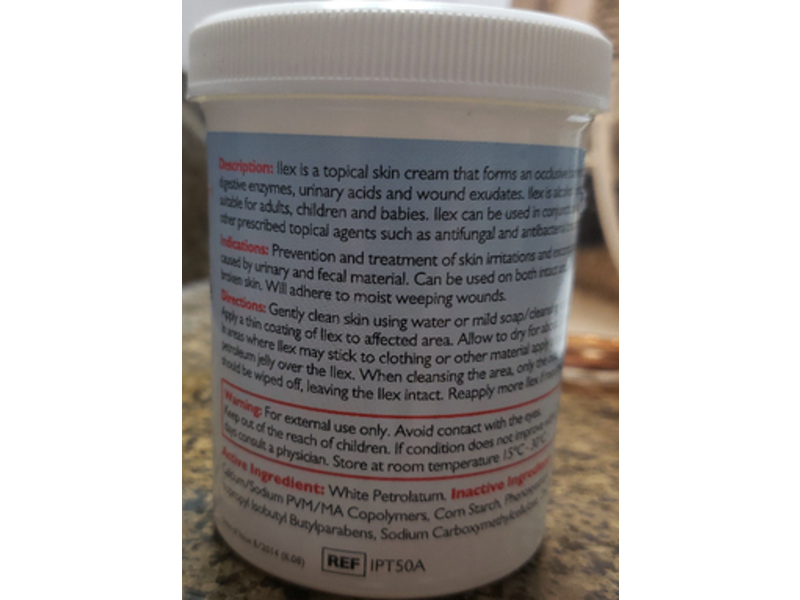 Description: Ilex is a topical skin cream that forms an occlusive
digestive enzymes, urinary acids and wound exudates. Ilex is alcohol
suitable for adults, children and babies. Ilex can be used in
other prescribed topical agents such as antifungal and antibacterial
Indications: Prevention and treatment of skin irritations and
caused by urinary and fecal material. Can be used on both intact
broken skin. Will adhere to moist weeping wounds.
Directions: Gently clean skin using water or mild soap/cleansing
Apply a thin coating of Ilex to affected area. Allow to dry for
In areas where Ilex may stick to clothing or other material apply
petroleum jelly over the Ilex. When cleansing the area, only the
should be wiped off, leaving the Ilex intact. Reapply more Ilex if
Warning: For external use only. Avoid contact with the eyes.
Keep out of the reach of children. If condition does not improve
days consult a physician. Store at room temperature 15°C - 30°C
Active Ingredient: White Petrolatum. Inactive
Calcium/Sodium PVM/MA Copolymers, Corn Starch,
Isobutyl Butylparabens, Sodium Carboxymethylcellulose
8/2014
REF IPT50A